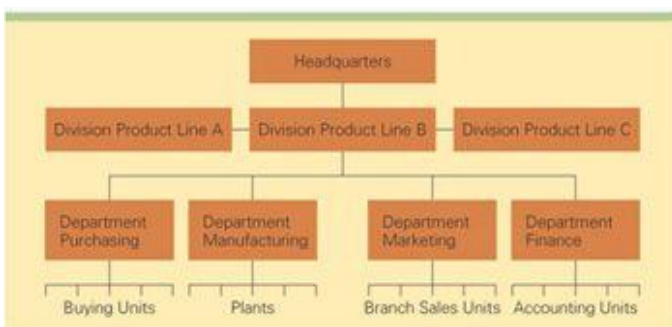 Headquarters
Division Product Line A
Division Product Line B
Division Product Line C
Department
Purchasing
Department
Manufacturing
Department
Marketing
Department
Finance
Buying Units
Plants
Branch Sales Units
Accounting Units